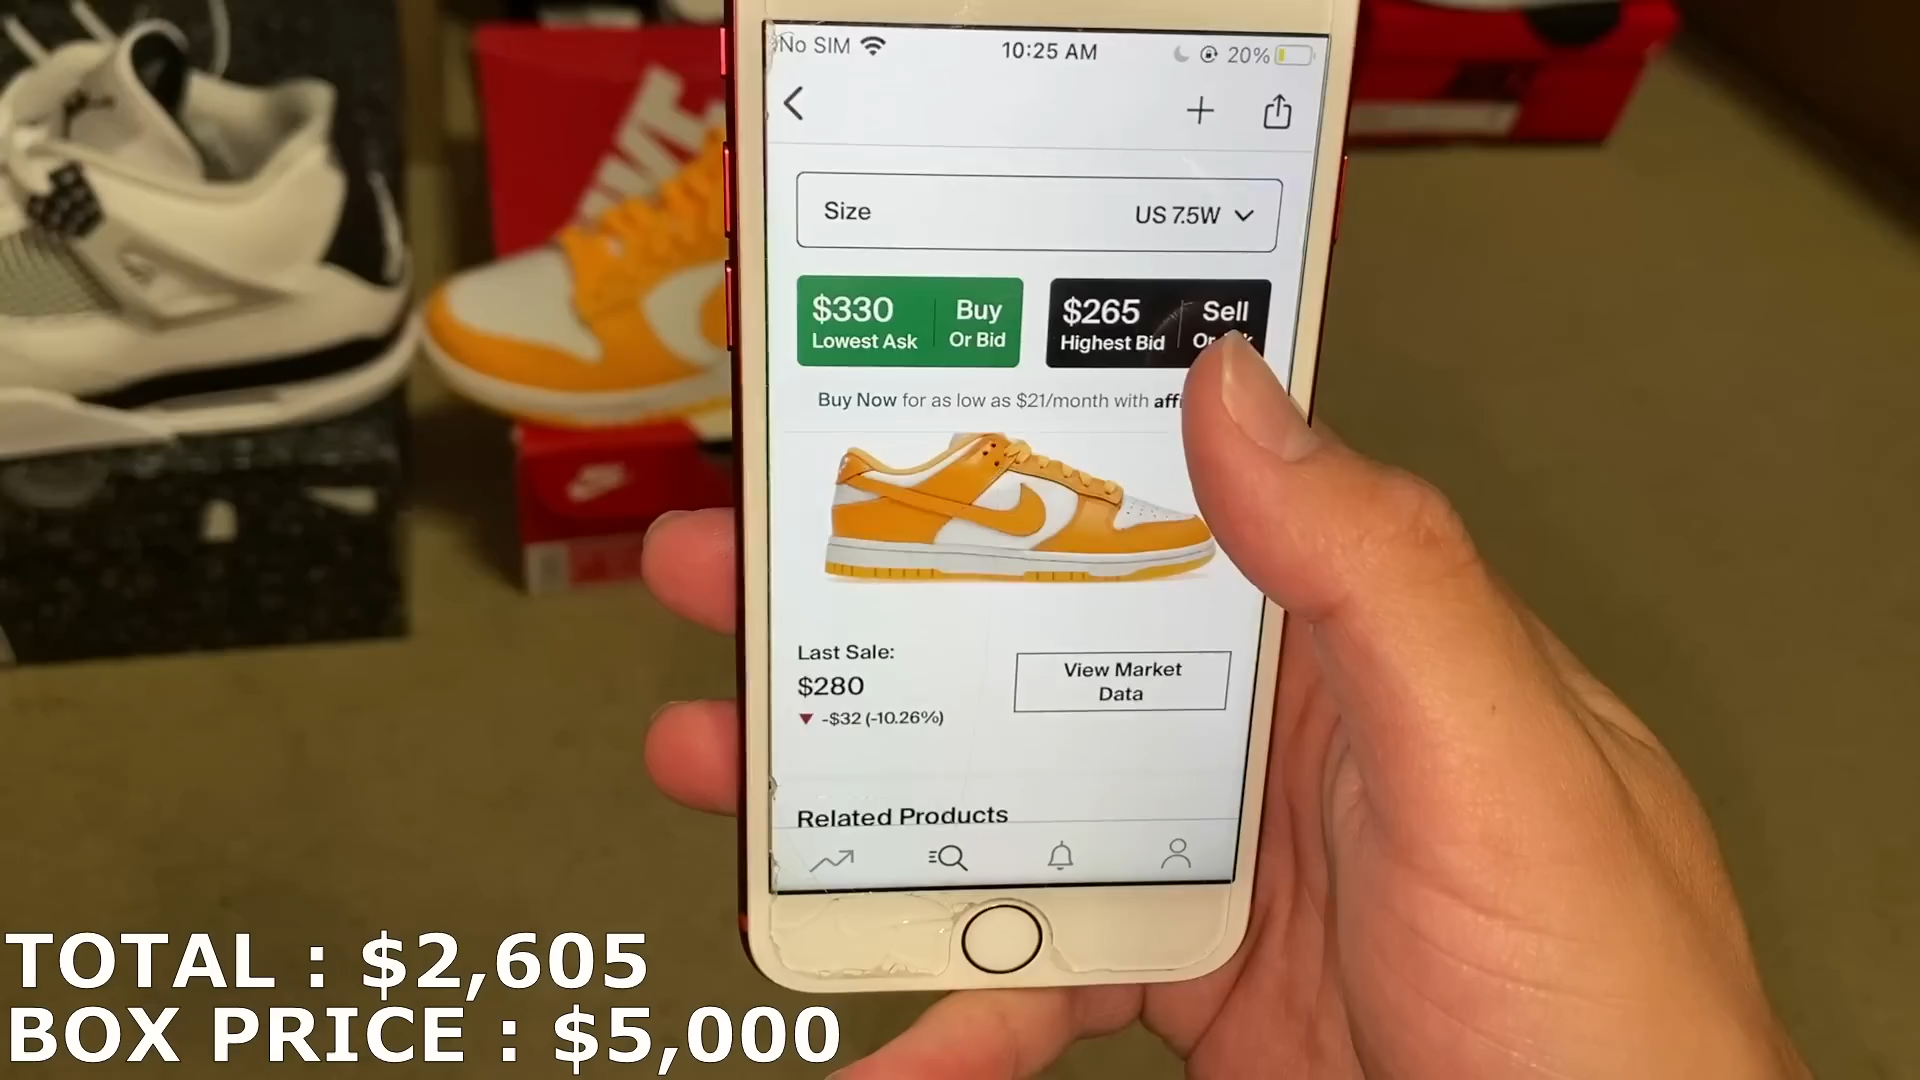 No SIM
10:25 AM
20%
Size
US 7.5W
$330
Lowest Ask
Buy
Or Bid
$265
Highest Bid
Sell
Buy Now for as low as $21/month with
Last Sale:
$280
-$32 (-10.26%)
View Market
Data
Related Products
TOTAL : $2,605
BOX PRICE : $5,000